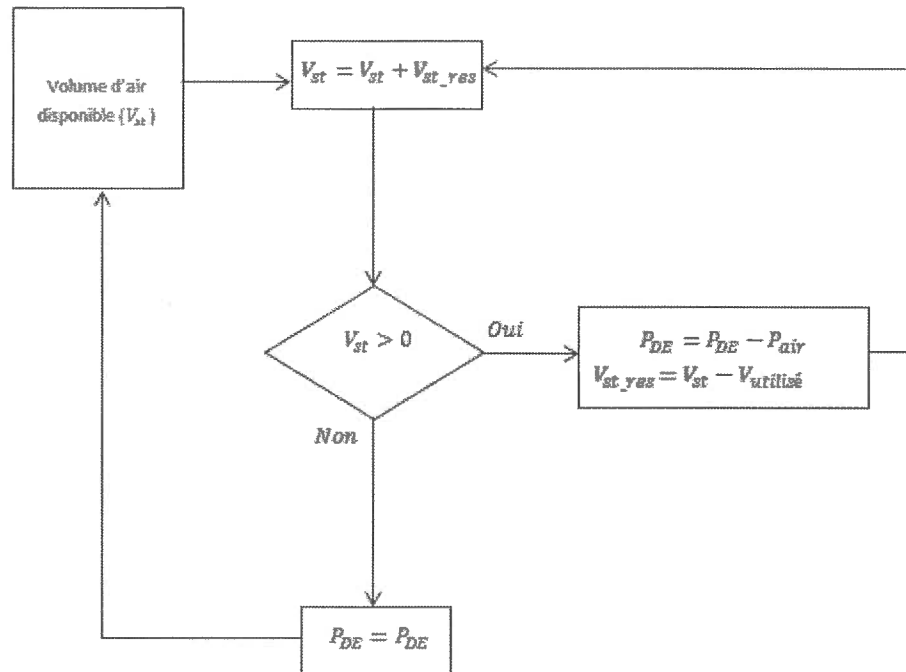 Volume d'air
disponible (V_st)
V_st = V_st + V_st_res
V_st > 0
Oui
P_DE = P_DE − P_air
V_st_res = V_st − V_utilisé
Non
P_DE = P_DE